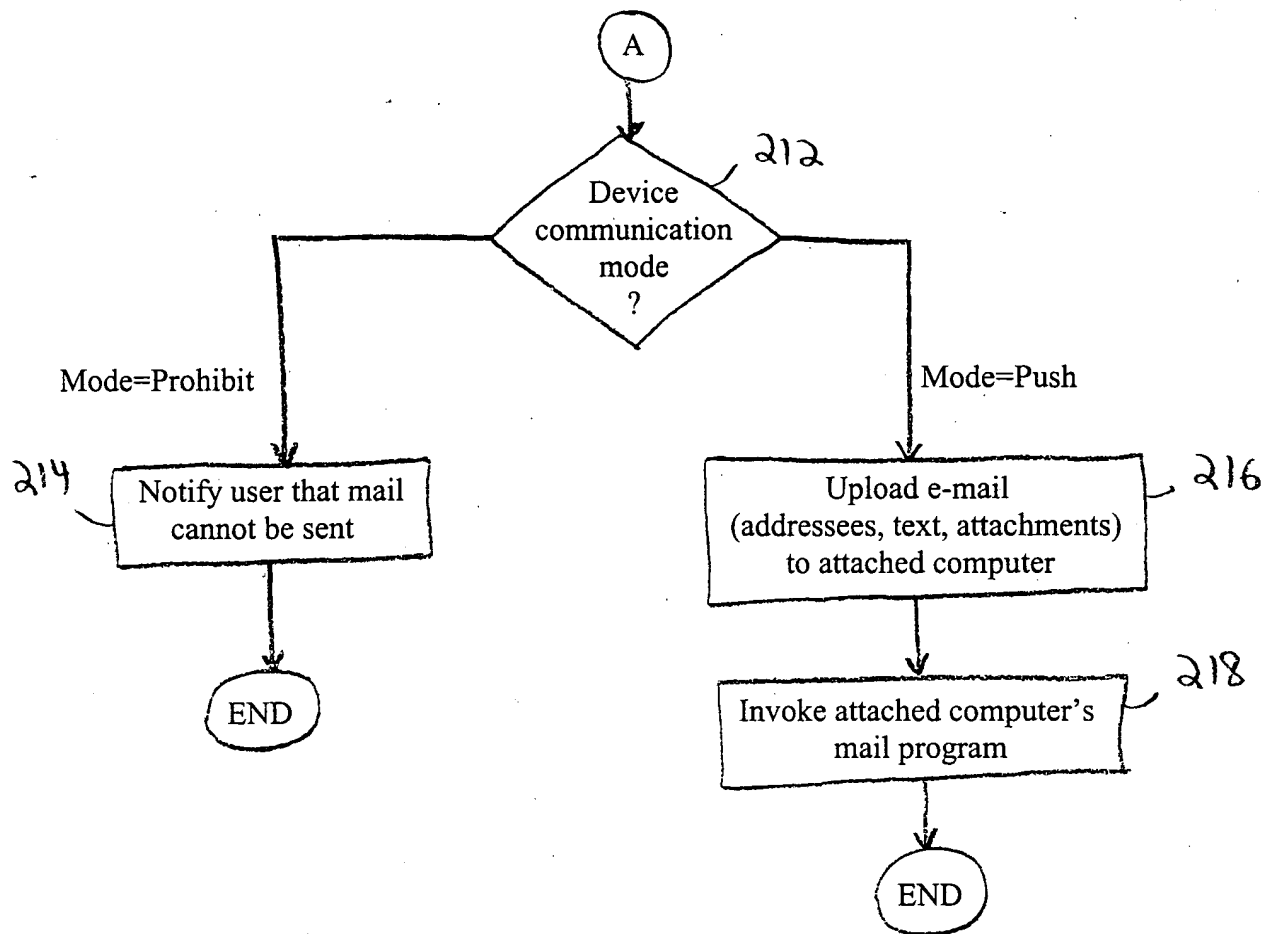 A
212
Device
communication
mode
?
Mode=Prohibit
Mode=Push
214
Notify user that mail
cannot be sent
216
Upload e-mail
(addressees, text, attachments)
to attached computer
END
218
Invoke attached computer's
mail program
END